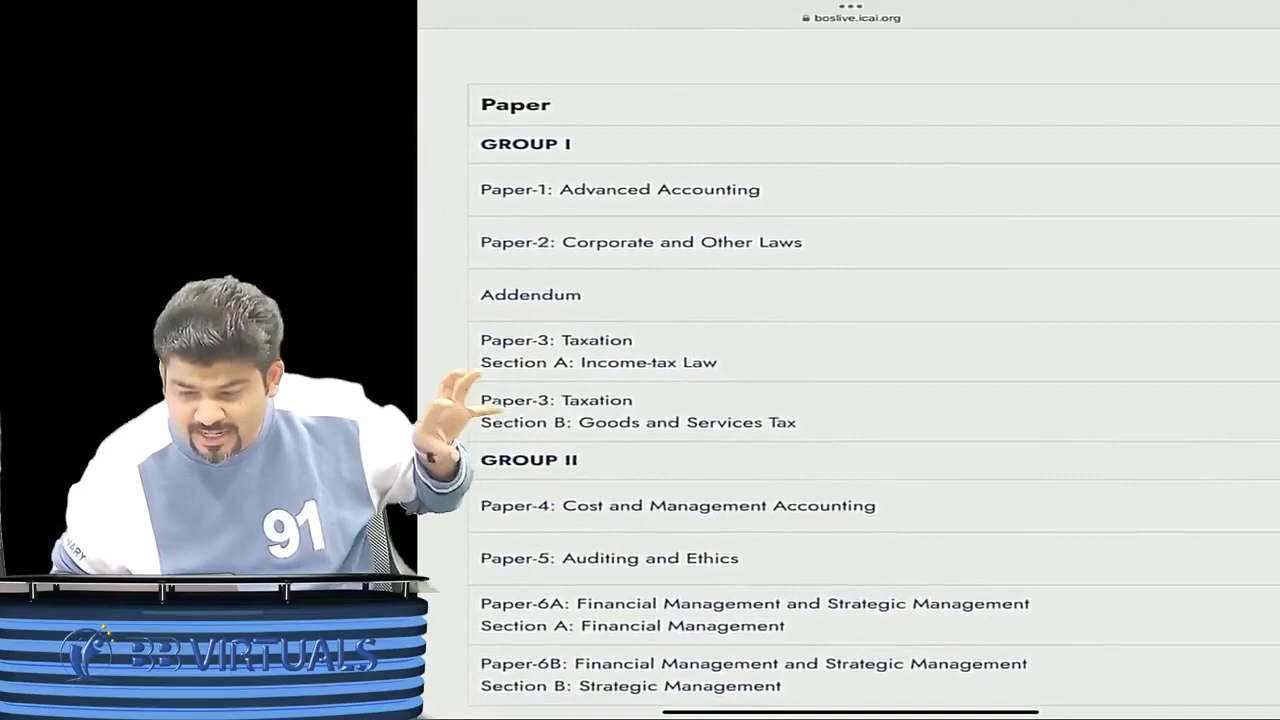 boslive.icai.org
Paper
GROUP I
Paper-1: Advanced Accounting
Paper-2: Corporate and Other Laws
Addendum
Paper-3: Taxation
Section A: Income-tax Law
Paper-3: Taxation
Section B: Goods and Services Tax
GROUP II
Paper-4: Cost and Management Accounting
Paper-5: Auditing and Ethics
Paper-6A: Financial Management and Strategic Management
Section A: Financial Management
Paper-6B: Financial Management and Strategic Management
Section B: Strategic Management
91
BB VIRTUALS